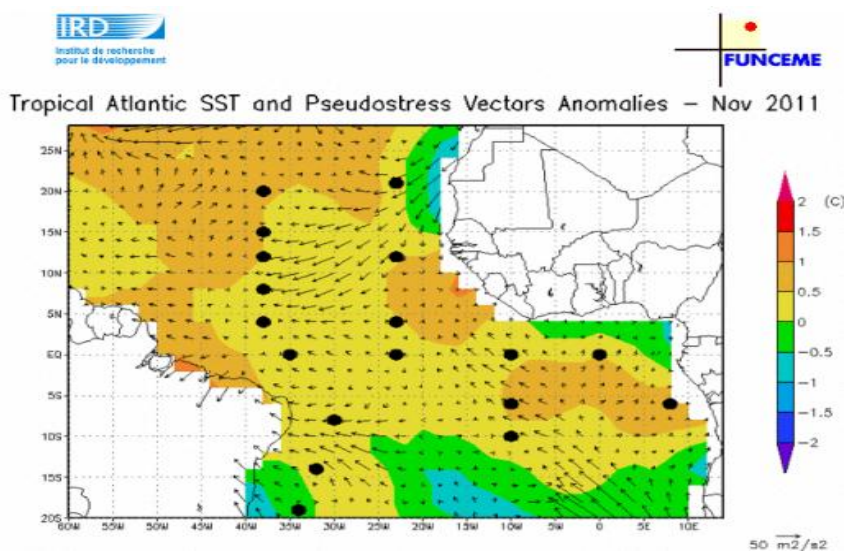 IRD
Institut de recherche
pour le développement
FUNCEME
Tropical Atlantic SST and Pseudostress Vectors Anomalies – Nov 2011
25N
20N
15N
10N
5N
EQ
5S
10S
15S
20S
60W 55W 50W 45W 40W 35W 30W 25W 20W 15W 10W 5W 0 5E 10E
(C)
2
1.5
1
0.5
0
−0.5
−1
−1.5
−2
50 m2/s2